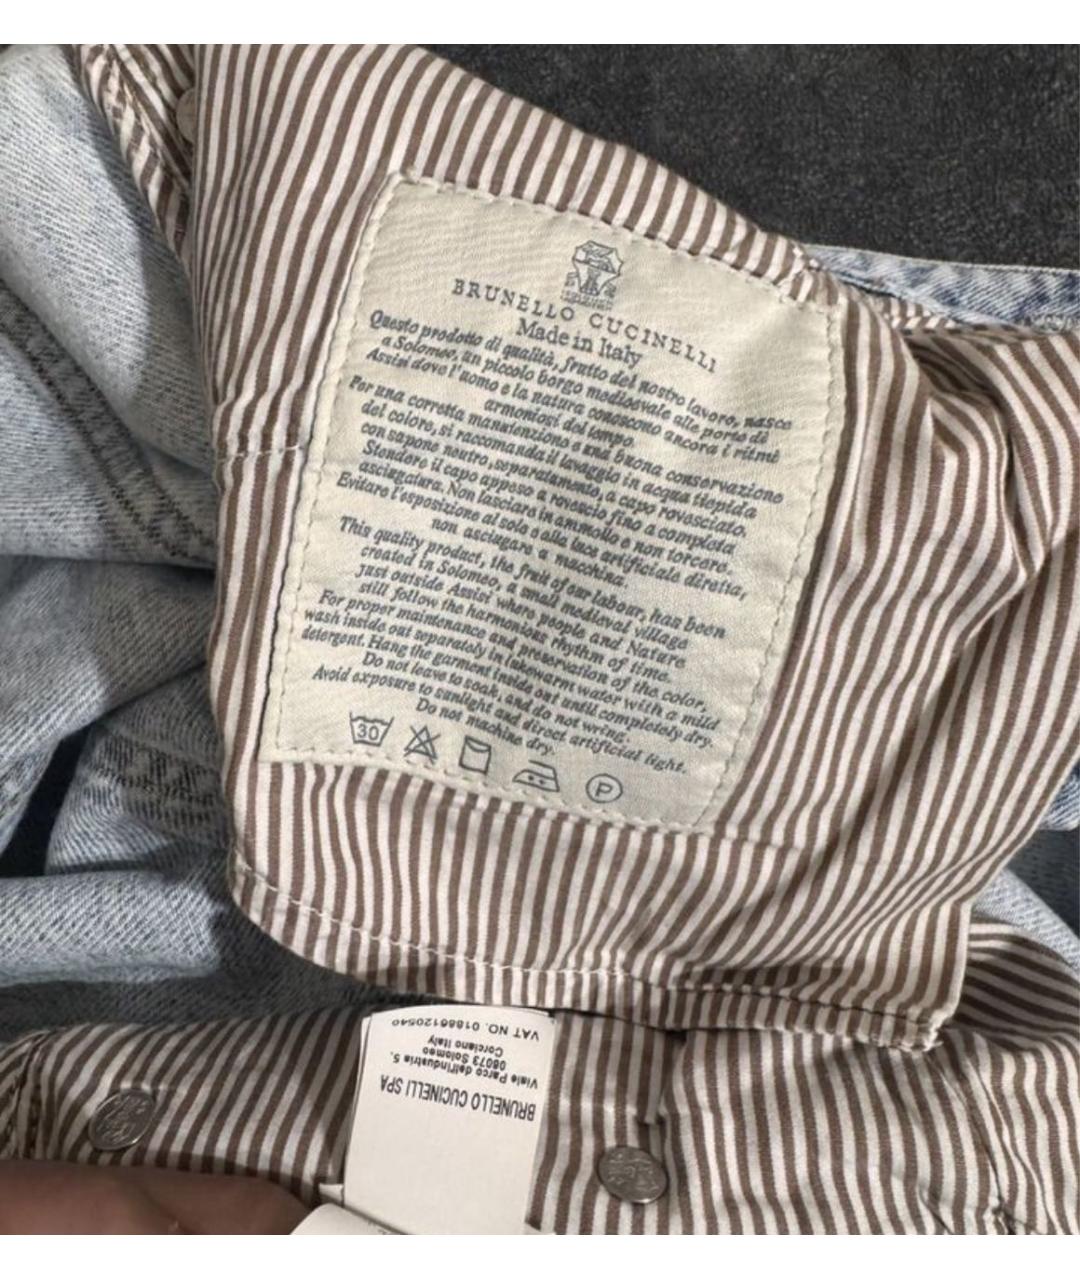 BRUNELLO CUCINELLI
Made in Italy
Questo prodotto di qualità, frutto del nostro lavoro, nasce
a Solomeo, un piccolo borgo medioevale alle porte di
Assisi dove l'uomo e la natura conoscono ancora i ritmi
armoniosi del tempo.
Per una corretta manutenzione e una buona conservazione
del colore, si raccomanda il lavaggio in acqua tiepida
con sapone neutro, separatamente, a capo rovesciato.
Stendere il capo appeso a rovescio fino a completa
asciugatura. Non lasciare in ammollo e non torcere.
Evitare l'esposizione al sole o alla luce artificiale diretta,
non asciugare a macchina.
This quality product, the fruit of our labour, has been
created in Solomeo, a small medieval village
just outside Assisi where people and Nature
still follow the harmonious rhythm of time.
For proper maintenance and preservation of the color,
wash inside out separately in lukewarm water with a mild
detergent. Hang the garment inside out until completely dry.
Do not leave to soak, and do not wring.
Avoid exposure to sunlight and direct artificial light.
Do not machine dry.
30
P
BRUNELLO CUCINELLI SPA
Viale Parco dell'Industria 5,
06073 Solomeo
Corciano Italy
VAT NO. 01886120540